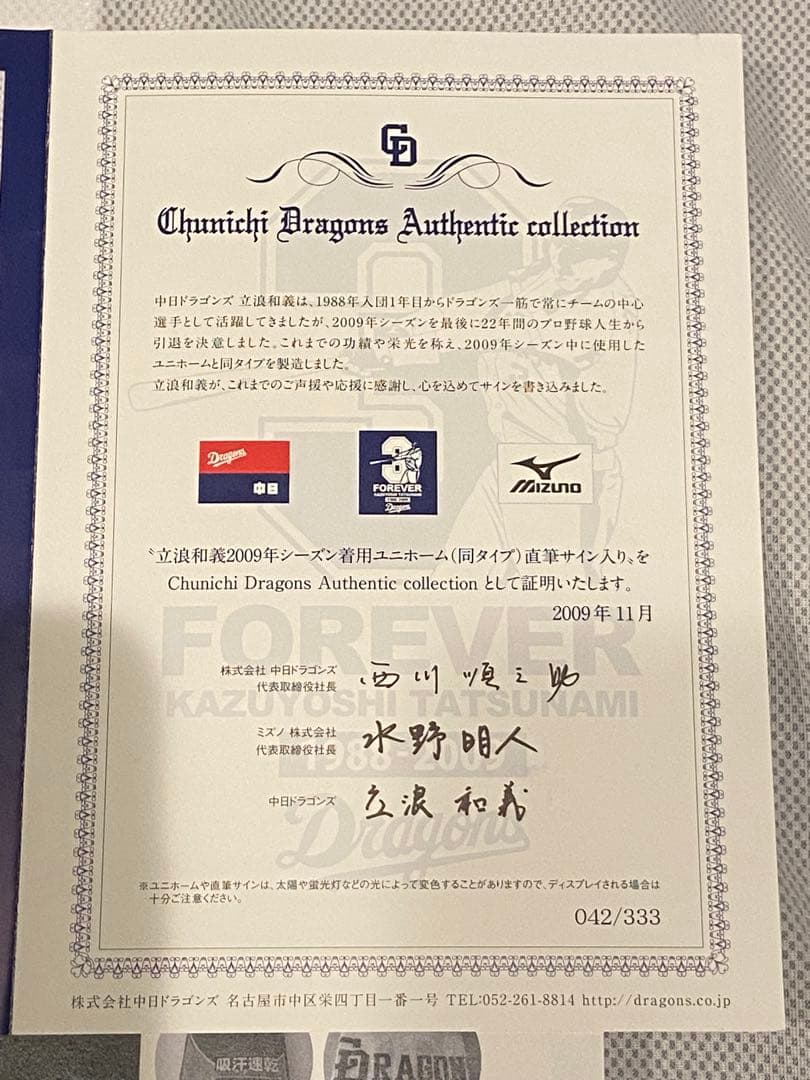 CD
Chunichi Dragons Authentic collection
中日ドラゴンズ 立浪和義は、1988年入団1年目からドラゴンズ一筋で常にチームの中心
選手として活躍してきましたが、2009年シーズンを最後に22年間のプロ野球人生から
引退を決意しました。これまでの功績や栄光を称え、2009年シーズン中に使用した
ユニホームと同タイプを製造しました。
立浪和義が、これまでのご声援や応援に感謝し、心を込めてサインを書き込みました。
Dragons
中日
3
FOREVER
KAZUYOSHI TATSUNAMI
1988-2009
Dragons
MIZUNO
〝立浪和義2009年シーズン着用ユニホーム(同タイプ)直筆サイン入り〟を
Chunichi Dragons Authentic collection として証明いたします。
2009年11月
FOREVER
KAZUYOSHI TATSUNAMI
1988-2009
Dragons
株式会社 中日ドラゴンズ
代表取締役社長
西川順之助
ミズノ 株式会社
代表取締役社長
水野明人
中日ドラゴンズ
立浪和義
※ユニホームや直筆サインは、太陽や蛍光灯などの光によって変色することがありますので、ディスプレイされる場合は
十分ご注意ください。
042/333
株式会社中日ドラゴンズ 名古屋市中区栄四丁目一番一号 TEL:052-261-8814 http://dragons.co.jp
吸汗速乾
DRAGON